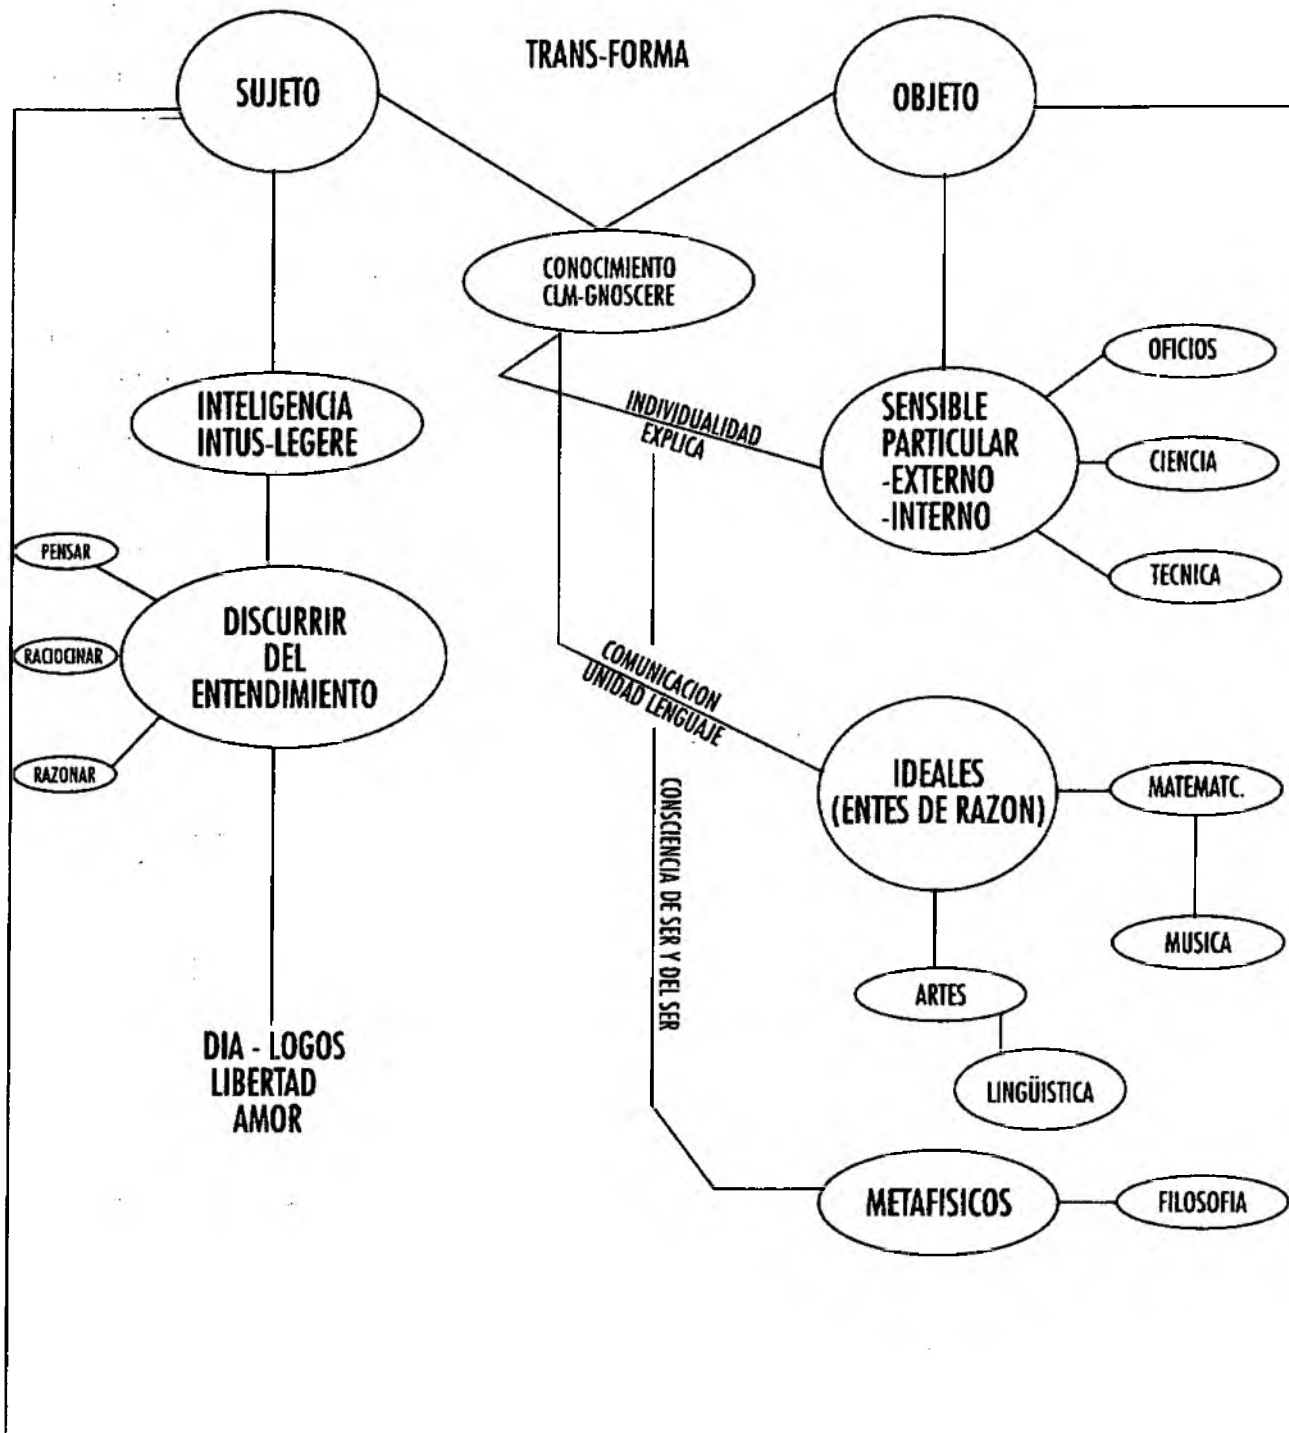 TRANS-FORMA
SUJETO
OBJETO
CONOCIMIENTO
CUM-GNOSCERE
INTELIGENCIA
INTUS-LEGERE
INDIVIDUALIDAD
EXPLICA
SENSIBLE
PARTICULAR
-EXTERNO
-INTERNO
OFICIOS
CIENCIA
TECNICA
PENSAR
RACIOCINAR
RAZONAR
DISCURRIR
DEL
ENTENDIMIENTO
COMUNICACION
UNIDAD LENGUAJE
CONSCIENCIA DE SER Y DEL SER
IDEALES
(ENTES DE RAZON)
MATEMATC.
MUSICA
ARTES
LINGÜISTICA
DIA - LOGOS
LIBERTAD
AMOR
METAFISICOS
FILOSOFIA